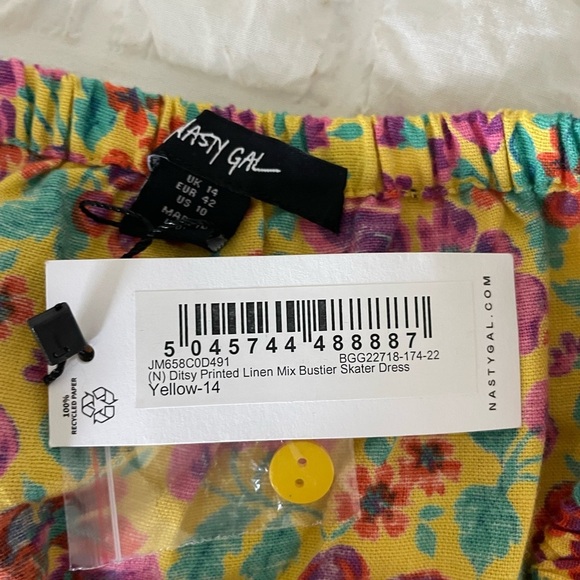 NASTY GAL
UK 14
EUR 42
US 10
5 045744 488887
JM658C0D491 BGG22718-174-22
(N) Ditsy Printed Linen Mix Bustier Skater Dress
Yellow-14
NASTYGAL.COM
100%
RECYCLED PAPER